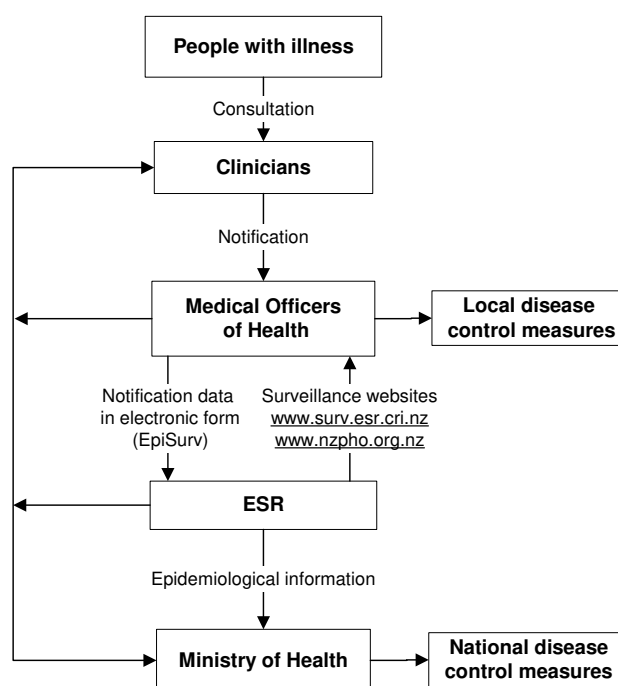 People with illness
Consultation
Clinicians
Notification
Medical Officers
of Health
Local disease
control measures
Notification data
in electronic form
(EpiSurv)
Surveillance websites
www.surv.esr.cri.nz
www.nzpho.org.nz
ESR
Epidemiological information
Ministry of Health
National disease
control measures